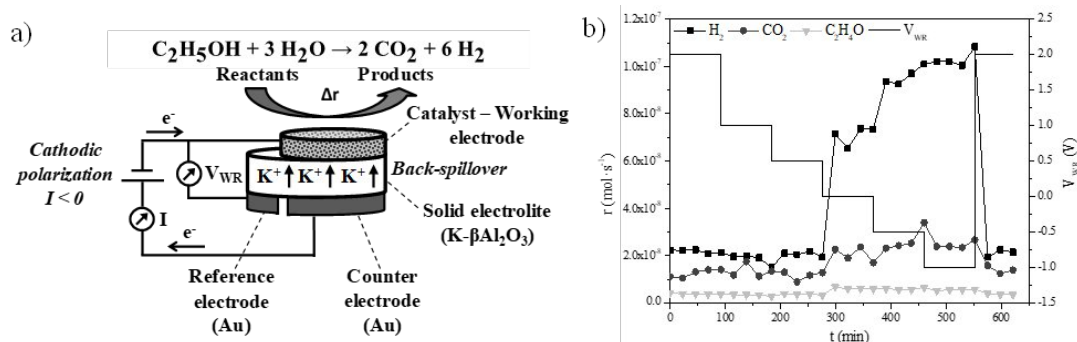 a)
C₂H₅OH + 3 H₂O → 2 CO₂ + 6 H₂
Reactants
Products
Δr
Catalyst – Working
electrode
e⁻
Cathodic
polarization
I < 0
V_WR
K⁺ K⁺ K⁺
Back-spillover
I
Solid electrolite
(K-βAl₂O₃)
e⁻
Reference
electrode
(Au)
Counter
electrode
(Au)
b)
H₂ CO₂ C₂H₄O V_WR
1.2x10⁻⁷
1.0x10⁻⁷
8.0x10⁻⁸
6.0x10⁻⁸
4.0x10⁻⁸
2.0x10⁻⁸
0.0
r (mol·s⁻¹)
2.5
2.0
1.5
1.0
0.5
0.0
-0.5
-1.0
-1.5
V_WR (V)
0 100 200 300 400 500 600
t (min)